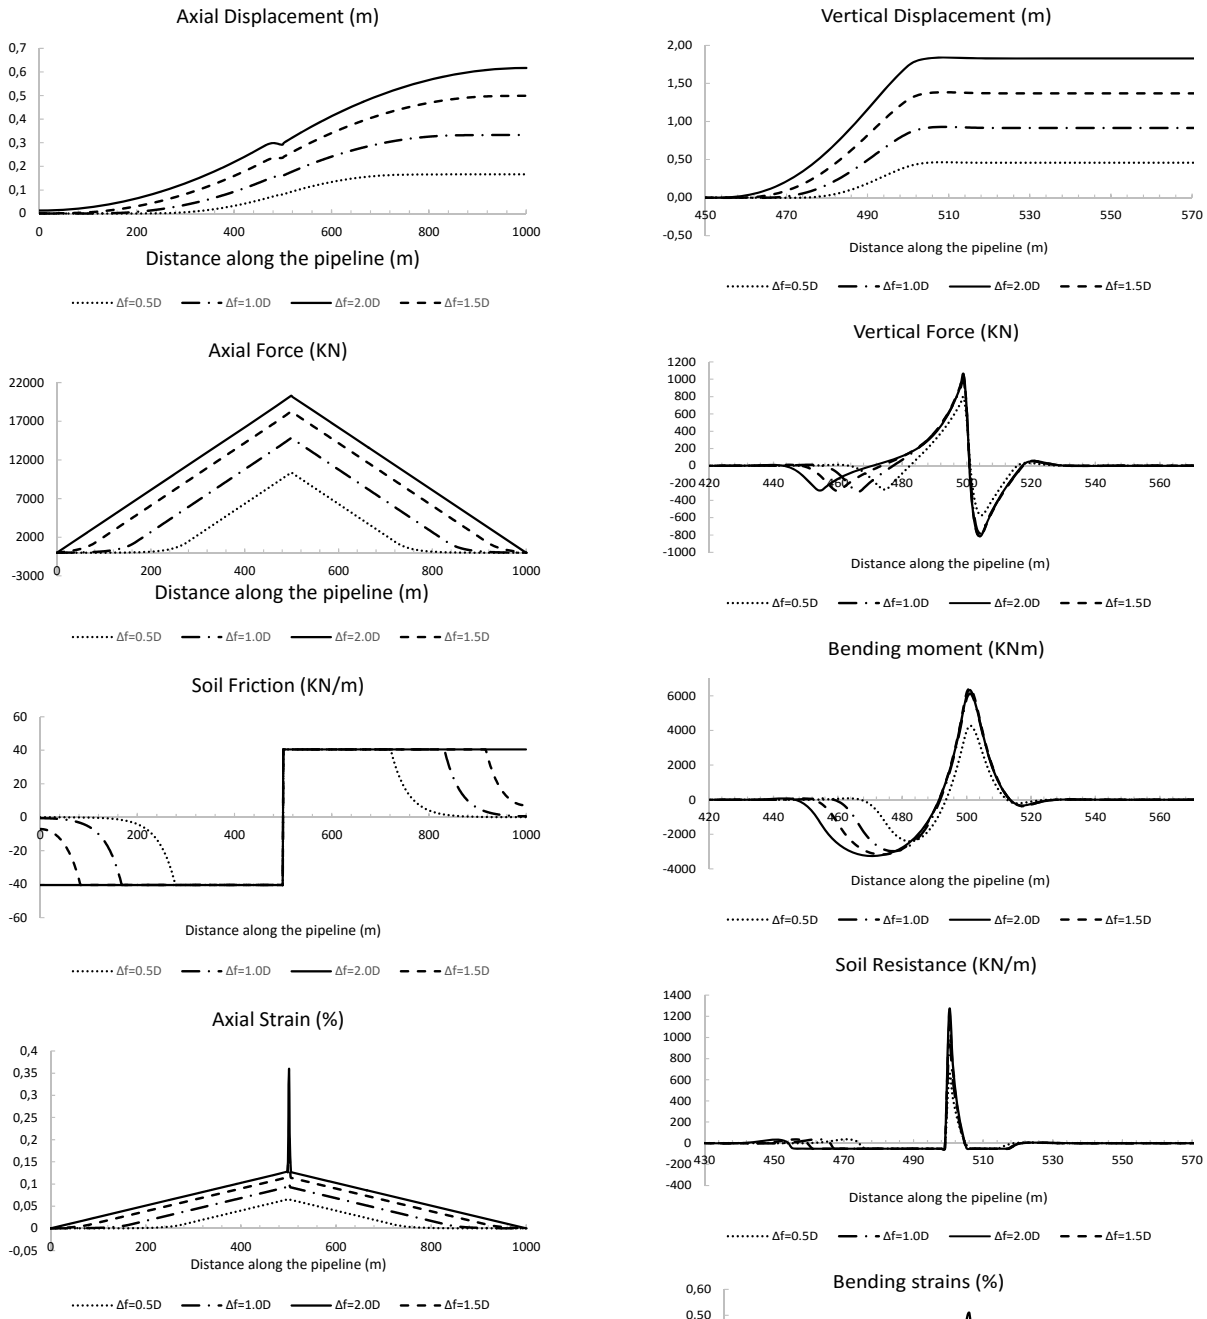 Axial Displacement (m)
0,7
0,6
0,5
0,4
0,3
0,2
0,1
0
0 200 400 600 800 1000
Distance along the pipeline (m)
Δf=0.5D Δf=1.0D Δf=2.0D Δf=1.5D
Axial Force (KN)
22000
17000
12000
7000
2000
-3000
0 200 400 600 800 1000
Distance along the pipeline (m)
Δf=0.5D Δf=1.0D Δf=2.0D Δf=1.5D
Soil Friction (KN/m)
60
40
20
0
-20
-40
-60
0 200 400 600 800 1000
Distance along the pipeline (m)
Δf=0.5D Δf=1.0D Δf=2.0D Δf=1.5D
Axial Strain (%)
0,4
0,35
0,3
0,25
0,2
0,15
0,1
0,05
0
-0,05
0 200 400 600 800 1000
Distance along the pipeline (m)
Δf=0.5D Δf=1.0D Δf=2.0D Δf=1.5D
Vertical Displacement (m)
2,00
1,50
1,00
0,50
0,00
-0,50
450 470 490 510 530 550 570
Distance along the pipeline (m)
Δf=0.5D Δf=1.0D Δf=2.0D Δf=1.5D
Vertical Force (KN)
1200
1000
800
600
400
200
0
-200
-400
-600
-800
-1000
420 440 460 480 500 520 540 560
Distance along the pipeline (m)
Δf=0.5D Δf=1.0D Δf=2.0D Δf=1.5D
Bending moment (KNm)
6000
4000
2000
0
-2000
-4000
420 440 460 480 500 520 540 560
Distance along the pipeline (m)
Δf=0.5D Δf=1.0D Δf=2.0D Δf=1.5D
Soil Resistance (KN/m)
1400
1200
1000
800
600
400
200
0
-200
-400
430 450 470 490 510 530 550 570
Distance along the pipeline (m)
Δf=0.5D Δf=1.0D Δf=2.0D Δf=1.5D
Bending strains (%)
0,60
0,50